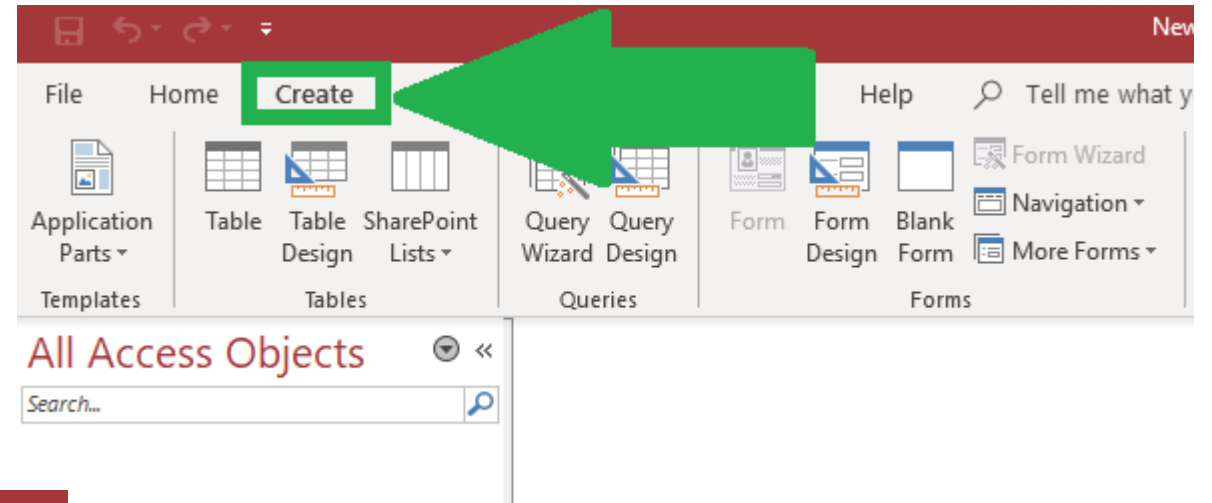 New
File Home Create Help Tell me what y
Form Wizard
Navigation
Application Table Table SharePoint Query Query Form Form Blank
Parts Design Lists Wizard Design Design Form More Forms
Templates Tables Queries Forms
All Access Objects «
Search...